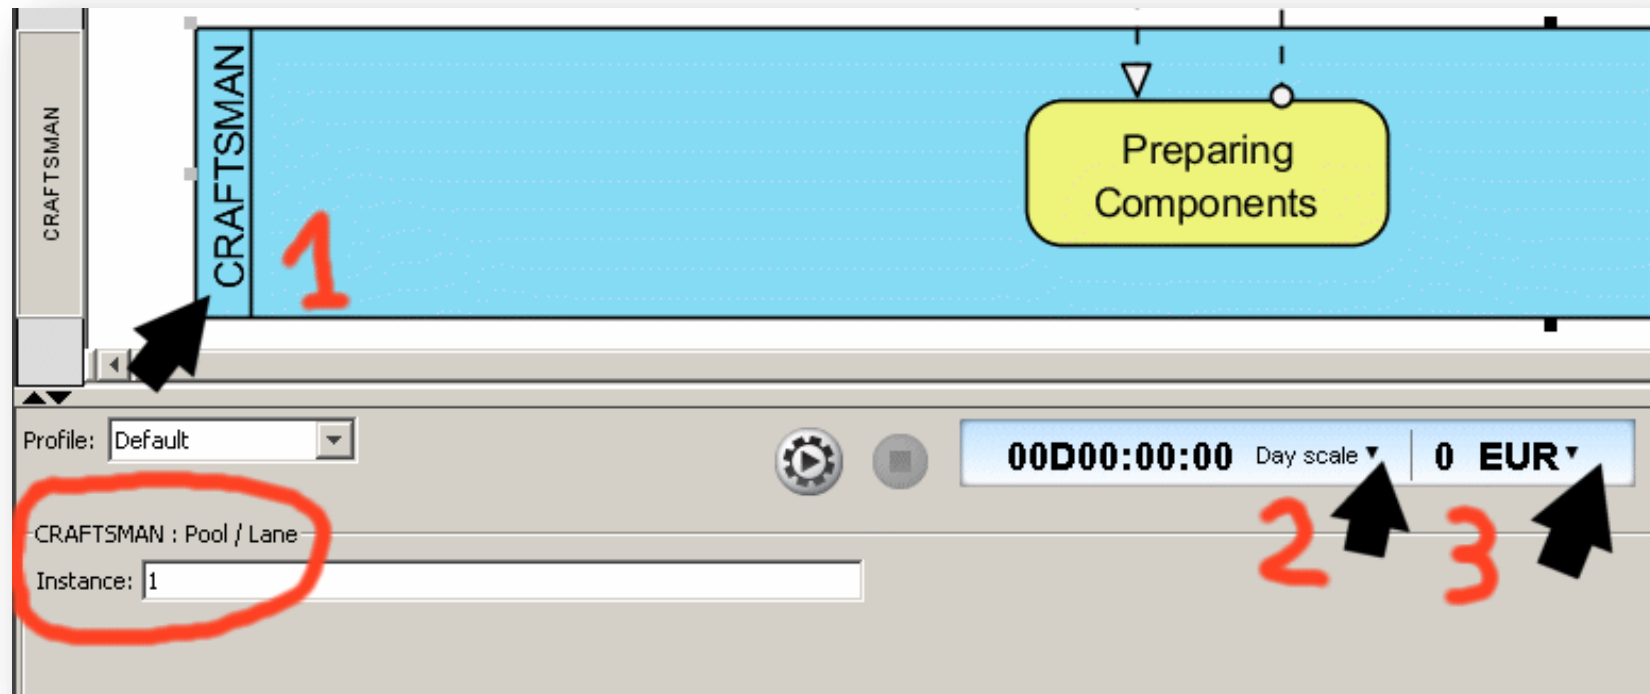 CRAFTSMAN
CRAFTSMAN
1
Preparing
Components
Profile: Default
00D00:00:00 Day scale 0 EUR
2 3
CRAFTSMAN : Pool / Lane
Instance: 1